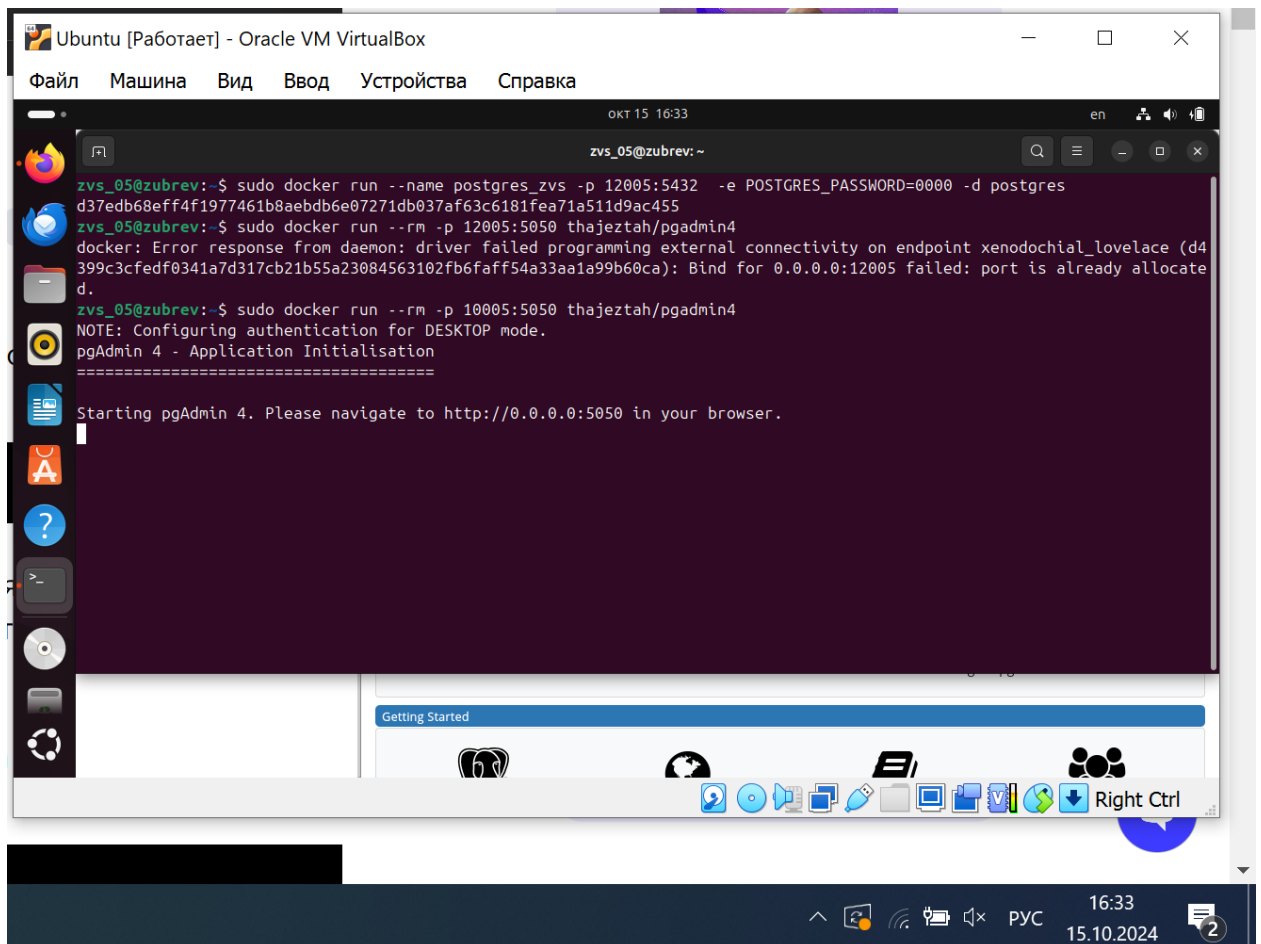 Ubuntu [Работает] - Oracle VM VirtualBox
Файл Машина Вид Ввод Устройства Справка
окт 15 16:33
en
zvs_05@zubrev: ~
zvs_05@zubrev:~$ sudo docker run --name postgres_zvs -p 12005:5432  -e POSTGRES_PASSWORD=0000 -d postgres
d37edb68eff4f1977461b8aebdb6e07271db037af63c6181fea71a511d9ac455
zvs_05@zubrev:~$ sudo docker run --rm -p 12005:5050 thajeztah/pgadmin4
docker: Error response from daemon: driver failed programming external connectivity on endpoint xenodochial_lovelace (d4
399c3cfedf0341a7d317cb21b55a23084563102fb6faff54a33aa1a99b60ca): Bind for 0.0.0.0:12005 failed: port is already allocate
d.
zvs_05@zubrev:~$ sudo docker run --rm -p 10005:5050 thajeztah/pgadmin4
NOTE: Configuring authentication for DESKTOP mode.
pgAdmin 4 - Application Initialisation
======================================
Starting pgAdmin 4. Please navigate to http://0.0.0.0:5050 in your browser.
Getting Started
Right Ctrl
РУС
16:33
15.10.2024
2